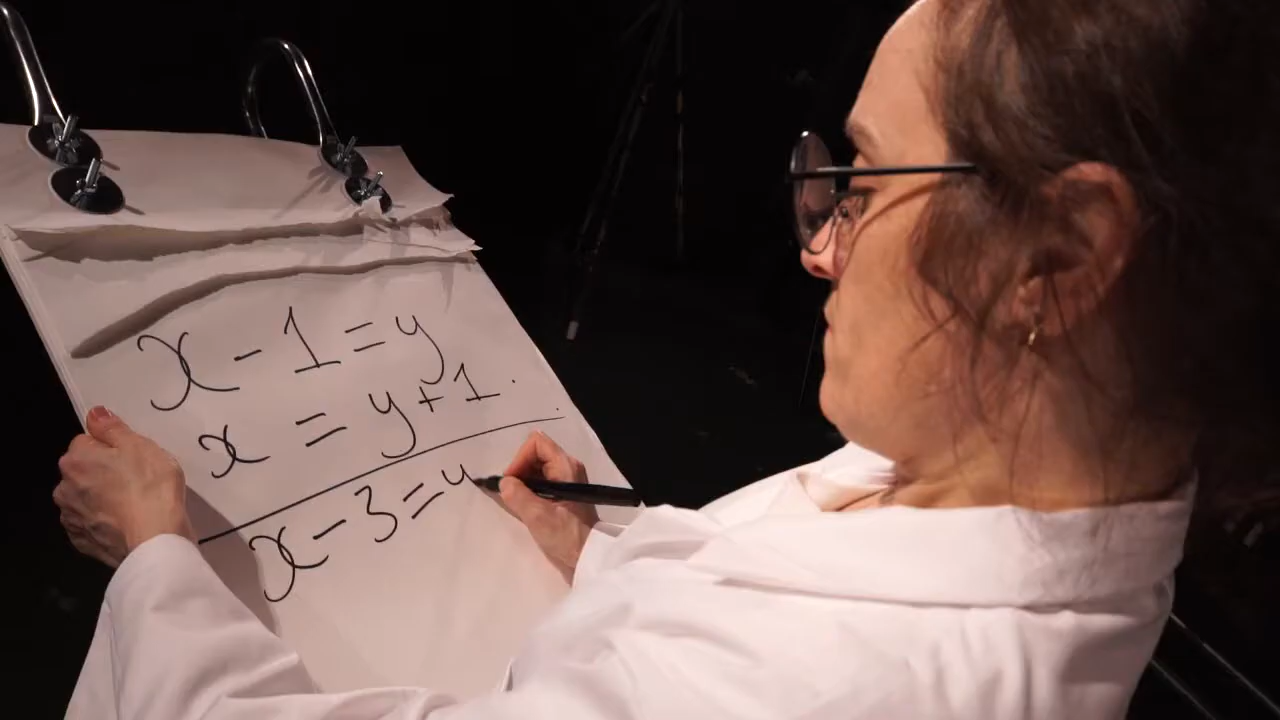 x - 1 = y
x = y + 1.
x - 3 = y